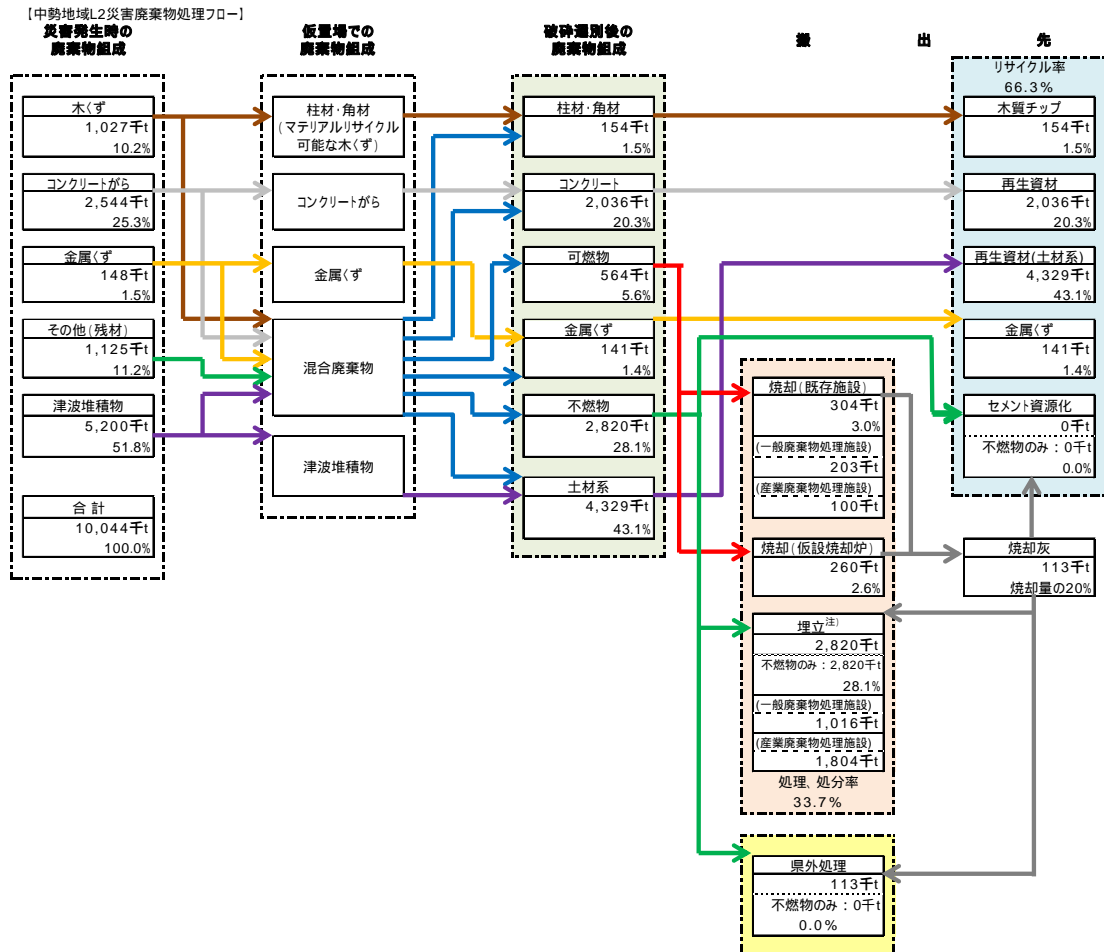 【中勢地域L2災害廃棄物処理フロー】
災害発生時の
廃棄物組成
仮置場での
廃棄物組成
破砕選別後の
廃棄物組成
搬 出 先
木くず
1,027千t
10.2%
コンクリートがら
2,544千t
25.3%
金属くず
148千t
1.5%
その他(残材)
1,125千t
11.2%
津波堆積物
5,200千t
51.8%
合計
10,044千t
100.0%
柱材・角材
(マテリアルリサイクル
可能な木くず)
コンクリートがら
金属くず
混合廃棄物
津波堆積物
柱材・角材
154千t
1.5%
コンクリート
2,036千t
20.3%
可燃物
564千t
5.6%
金属くず
141千t
1.4%
不燃物
2,820千t
28.1%
土材系
4,329千t
43.1%
焼却(既存施設)
304千t
3.0%
(一般廃棄物処理施設)
203千t
(産業廃棄物処理施設)
100千t
焼却(仮設焼却炉)
260千t
2.6%
埋立注)
2,820千t
不燃物のみ：2,820千t
28.1%
(一般廃棄物処理施設)
1,016千t
(産業廃棄物処理施設)
1,804千t
処理、処分率
33.7%
県外処理
113千t
不燃物のみ：0千t
0.0%
リサイクル率
66.3%
木質チップ
154千t
1.5%
再生資材
2,036千t
20.3%
再生資材(土材系)
4,329千t
43.1%
金属くず
141千t
1.4%
セメント資源化
0千t
不燃物のみ：0千t
0.0%
焼却灰
113千t
焼却量の20%